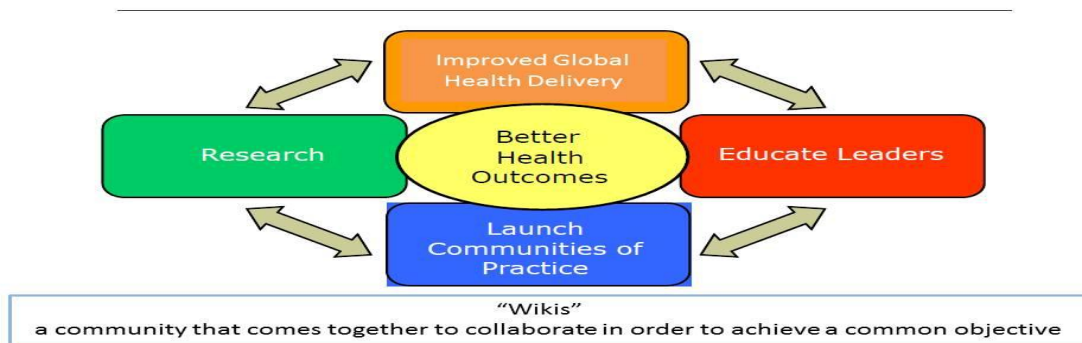 Improved Global
Health Delivery
Research
Better
Health
Outcomes
Educate Leaders
Launch
Communities of
Practice
“Wikis”
a community that comes together to collaborate in order to achieve a common objective